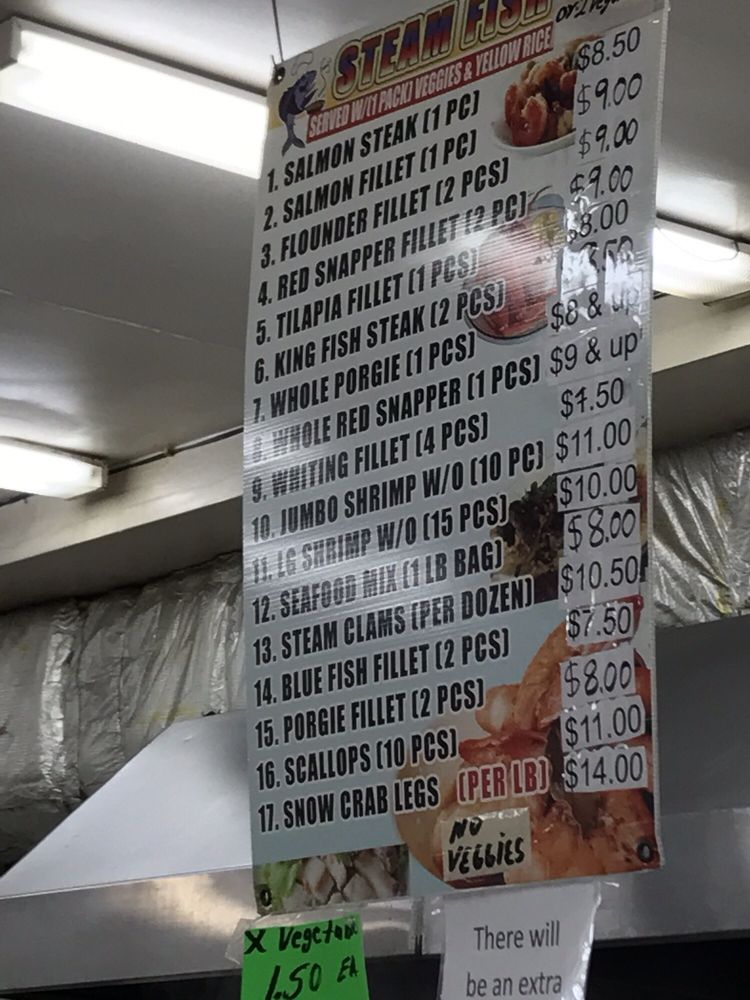 STEAM FISH
or 2 Veg
SERVED W/(1 PACK) VEGGIES & YELLOW RICE
1. SALMON STEAK (1 PC) $8.50
2. SALMON FILLET (1 PC) $9.00
3. FLOUNDER FILLET (2 PCS) $9.00
4. RED SNAPPER FILLET (2 PC) $9.00
5. TILAPIA FILLET (1 PCS) $8.00
6. KING FISH STEAK (2 PCS)
7. WHOLE PORGIE (1 PCS) $8 & up
8. WHOLE RED SNAPPER (1 PCS) $9 & up
9. WHITING FILLET (4 PCS)
10. JUMBO SHRIMP W/O (10 PC) $11.00
11. LG SHRIMP W/O (15 PCS) $10.00
12. SEAFOOD MIX (1 LB BAG) $8.00
13. STEAM CLAMS (PER DOZEN) $10.50
14. BLUE FISH FILLET (2 PCS) $7.50
15. PORGIE FILLET (2 PCS) $8.00
16. SCALLOPS (10 PCS) $11.00
17. SNOW CRAB LEGS (PER LB) $14.00
NO
VEGGIES
X Vegetable
1.50 EA
There will
be an extra